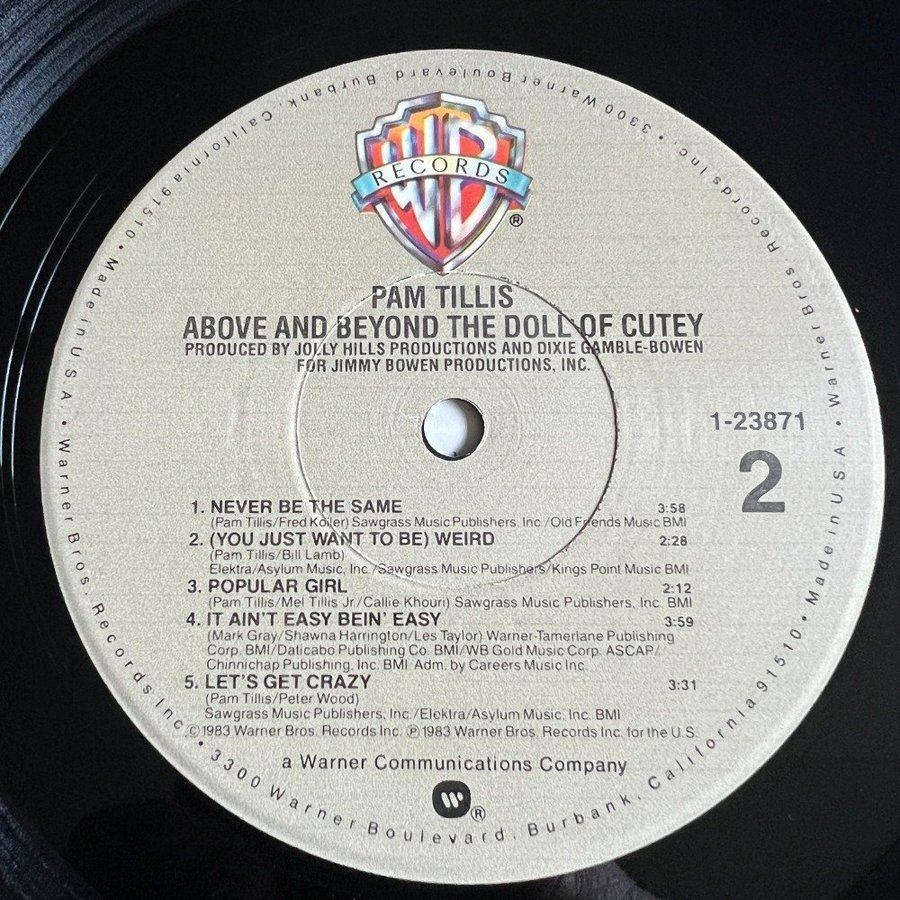 WB
RECORDS
®
PAM TILLIS
ABOVE AND BEYOND THE DOLL OF CUTEY
PRODUCED BY JOLLY HILLS PRODUCTIONS AND DIXIE GAMBLE-BOWEN
FOR JIMMY BOWEN PRODUCTIONS, INC.
1-23871
2
1. NEVER BE THE SAME 3:58
(Pam Tillis/Fred Koller) Sawgrass Music Publishers, Inc./Old Friends Music BMI
2. (YOU JUST WANT TO BE) WEIRD 2:28
(Pam Tillis/Bill Lamb)
Elektra/Asylum Music, Inc./Sawgrass Music Publishers/Kings Point Music BMI
3. POPULAR GIRL 2:12
(Pam Tillis/Mel Tillis Jr./Callie Khouri) Sawgrass Music Publishers, Inc. BMI
4. IT AIN'T EASY BEIN' EASY 3:59
(Mark Gray/Shawna Harrington/Les Taylor) Warner-Tamerlane Publishing
Corp. BMI/Daticabo Publishing Co. BMI/WB Gold Music Corp. ASCAP/
Chinnichap Publishing, Inc. BMI Adm. by Careers Music Inc.
5. LET'S GET CRAZY 3:31
(Pam Tillis/Peter Wood)
Sawgrass Music Publishers, Inc./Elektra/Asylum Music, Inc. BMI
©1983 Warner Bros. Records Inc. ℗1983 Warner Bros. Records Inc. for the U.S.
a Warner Communications Company
®
Warner Bros. Records Inc. • 3300 Warner Boulevard, Burbank, California 91510 • Made in U.S.A. • Warner Bros. Records Inc. • 3300 Warner Boulevard, Burbank, California 91510 • Made in U.S.A. •